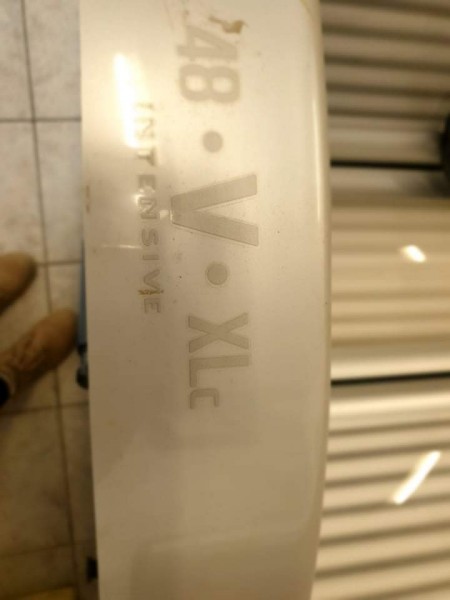 48 • V • XLc
INTENSIVE